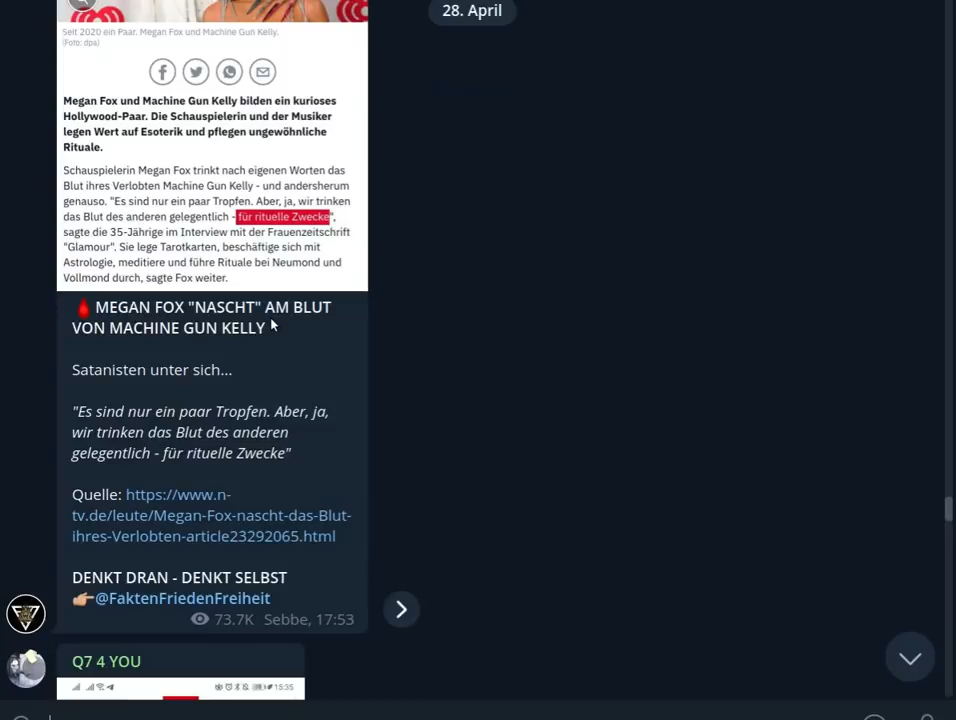 28. April
Seit 2020 ein Paar. Megan Fox und Machine Gun Kelly.
(Foto: dpa)
Megan Fox und Machine Gun Kelly bilden ein kurioses
Hollywood-Paar. Die Schauspielerin und der Musiker
legen Wert auf Esoterik und pflegen ungewöhnliche
Rituale.
Schauspielerin Megan Fox trinkt nach eigenen Worten das
Blut ihres Verlobten Machine Gun Kelly - und andersherum
genauso. "Es sind nur ein paar Tropfen. Aber, ja, wir trinken
das Blut des anderen gelegentlich - für rituelle Zwecke",
sagte die 35-Jährige im Interview mit der Frauenzeitschrift
"Glamour". Sie lege Tarotkarten, beschäftige sich mit
Astrologie, meditiere und führe Rituale bei Neumond und
Vollmond durch, sagte Fox weiter.
MEGAN FOX "NASCHT" AM BLUT
VON MACHINE GUN KELLY
Satanisten unter sich...
"Es sind nur ein paar Tropfen. Aber, ja,
wir trinken das Blut des anderen
gelegentlich - für rituelle Zwecke"
Quelle: https://www.n-
tv.de/leute/Megan-Fox-nascht-das-Blut-
ihres-Verlobten-article23292065.html
DENKT DRAN - DENKT SELBST
👉🏼@FaktenFriedenFreiheit
73.7K Sebbe, 17:53
Q7 4 YOU
15:35